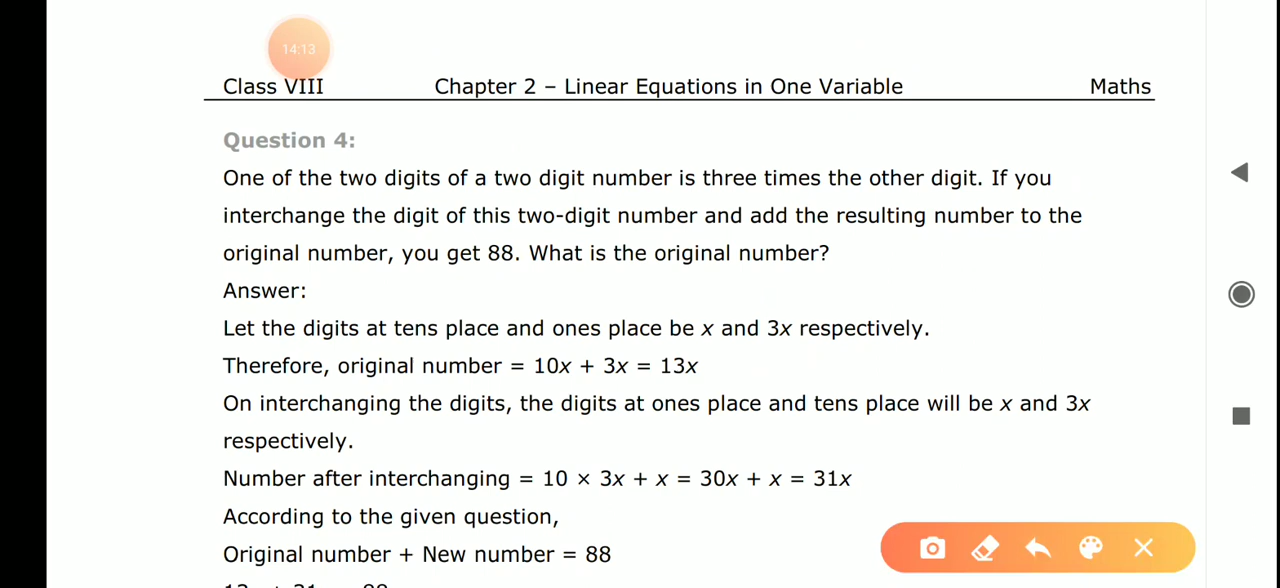 14:13
Class VIII Chapter 2 – Linear Equations in One Variable Maths
Question 4:
One of the two digits of a two digit number is three times the other digit. If you
interchange the digit of this two-digit number and add the resulting number to the
original number, you get 88. What is the original number?
Answer:
Let the digits at tens place and ones place be x and 3x respectively.
Therefore, original number = 10x + 3x = 13x
On interchanging the digits, the digits at ones place and tens place will be x and 3x
respectively.
Number after interchanging = 10 × 3x + x = 30x + x = 31x
According to the given question,
Original number + New number = 88